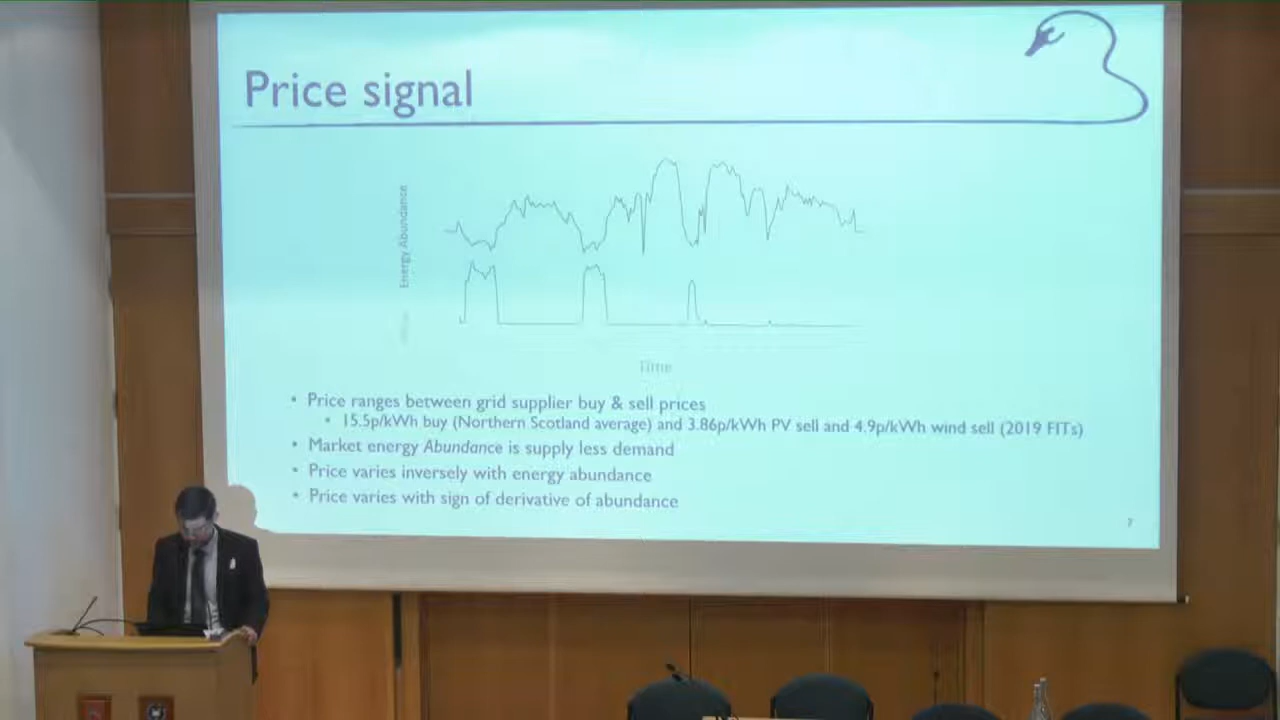 Price signal
Energy Abundance
Time
• Price ranges between grid supplier buy & sell prices
• 15.5p/kWh buy (Northern Scotland average) and 3.86p/kWh PV sell and 4.9p/kWh wind sell (2019 FITs)
• Market energy Abundance is supply less demand
• Price varies inversely with energy abundance
• Price varies with sign of derivative of abundance
7